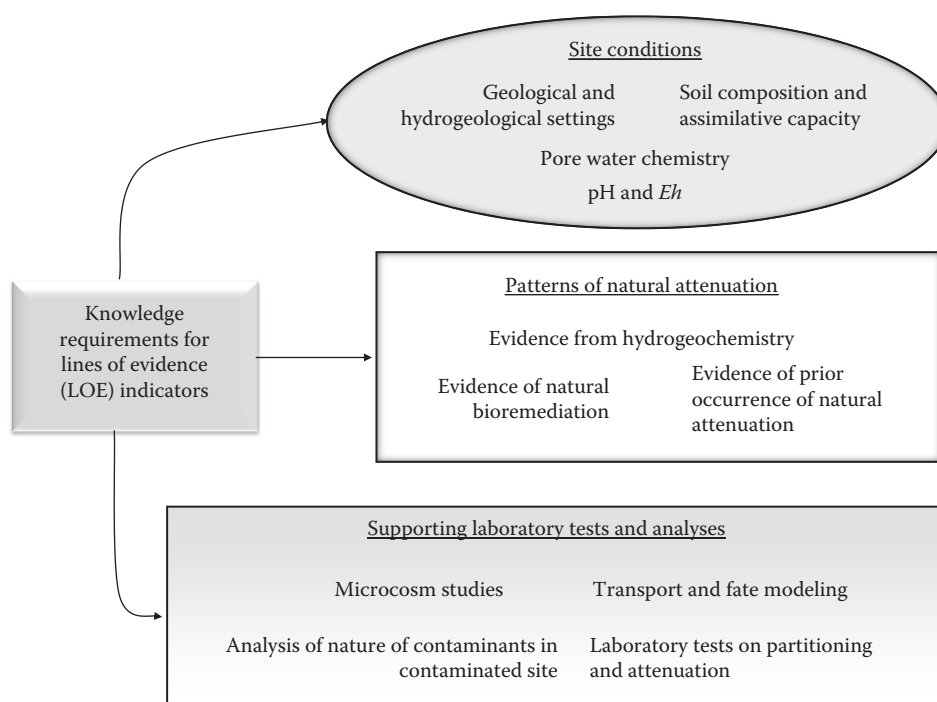 Site conditions
Geological and
hydrogeological settings
Soil composition and
assimilative capacity
Pore water chemistry
pH and Eh
Knowledge
requirements for
lines of evidence
(LOE) indicators
Patterns of natural attenuation
Evidence from hydrogeochemistry
Evidence of natural
bioremediation
Evidence of prior
occurrence of natural
attenuation
Supporting laboratory tests and analyses
Microcosm studies
Transport and fate modeling
Analysis of nature of contaminants in
contaminated site
Laboratory tests on partitioning
and attenuation